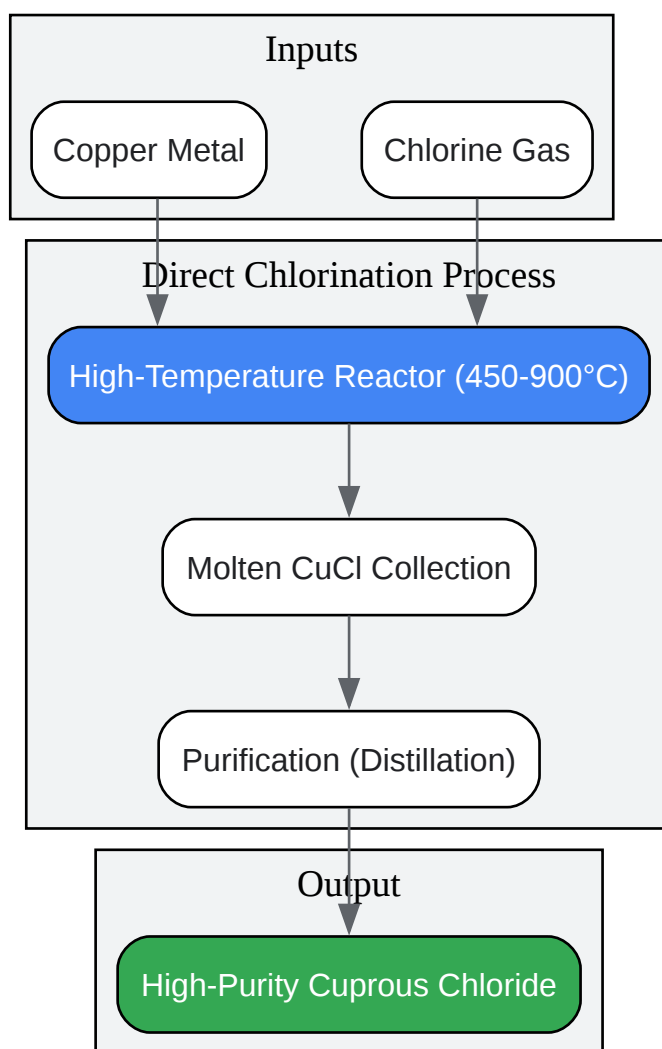 Inputs
Copper Metal
Chlorine Gas
Direct Chlorination Process
High-Temperature Reactor (450-900°C)
Molten CuCl Collection
Purification (Distillation)
Output
High-Purity Cuprous Chloride